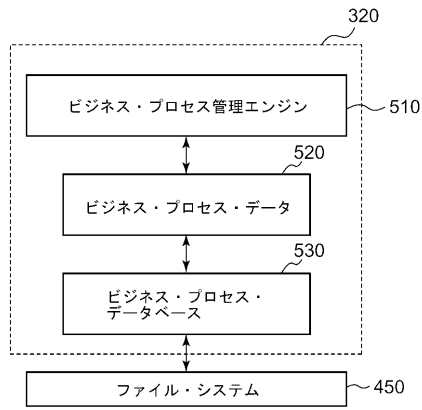 320
ビジネス・プロセス管理エンジン
510
520
ビジネス・プロセス・データ
530
ビジネス・プロセス・
データベース
ファイル・システム
450